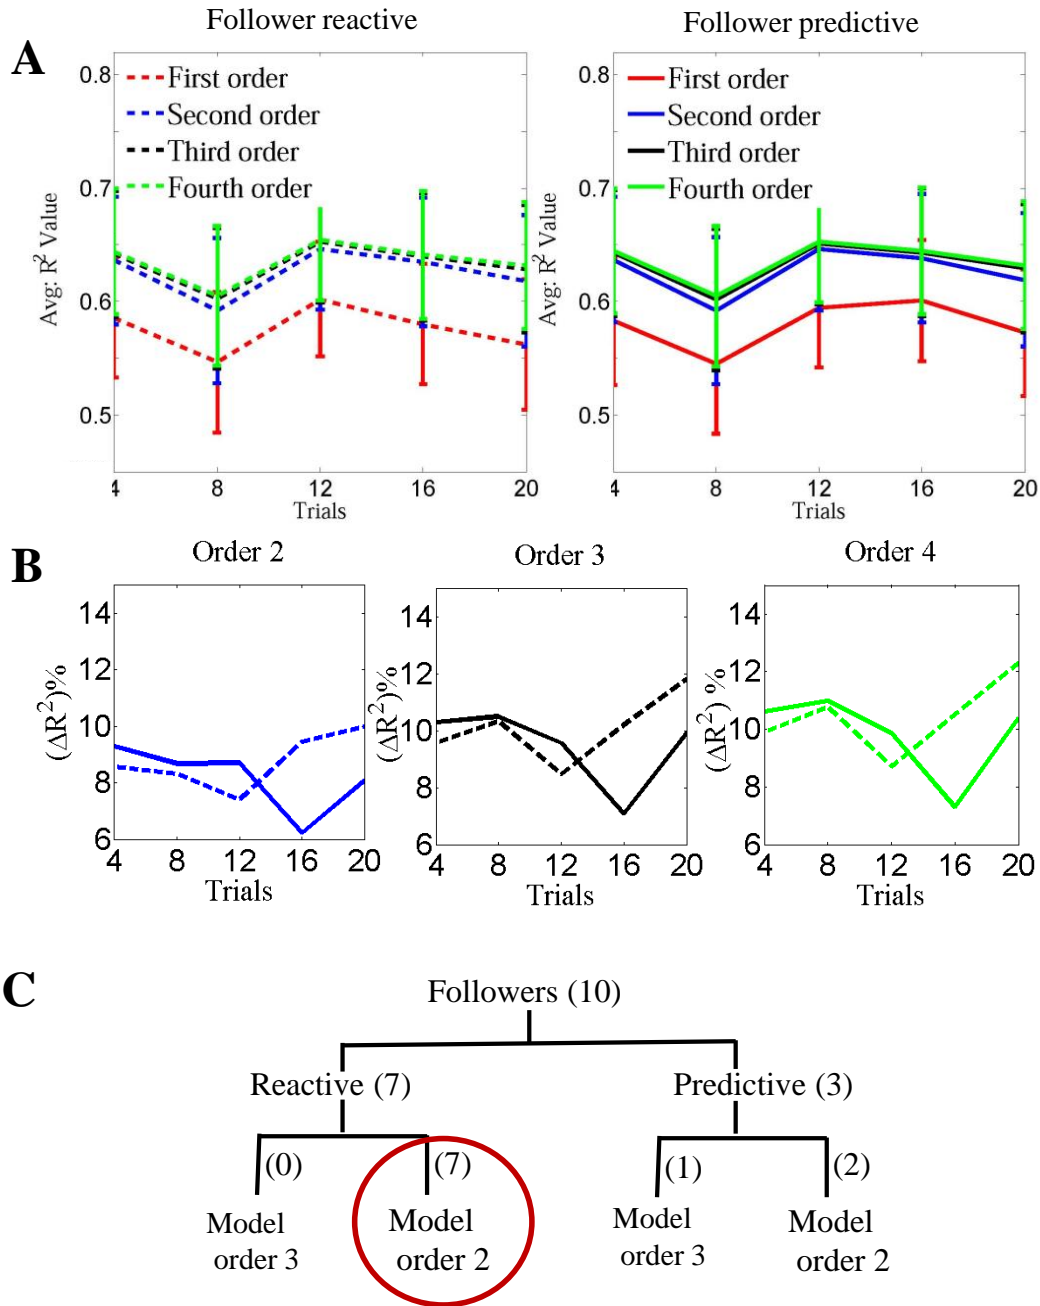 Follower reactive
Follower predictive
A
0.8
0.7
0.6
0.5
Avg: R² Value
First order
Second order
Third order
Fourth order
4 8 12 16 20
Trials
0.8
0.7
0.6
0.5
Avg: R² Value
First order
Second order
Third order
Fourth order
4 8 12 16 20
Trials
B
Order 2
14
12
10
8
6
(ΔR²)%
4 8 12 16 20
Trials
Order 3
14
12
10
8
6
(ΔR²)%
4 8 12 16 20
Trials
Order 4
14
12
10
8
6
(ΔR²) %
4 8 12 16 20
Trials
C
Followers (10)
Reactive (7)
Predictive (3)
(0)
(7)
(1)
(2)
Model
order 3
Model
order 2
Model
order 3
Model
order 2